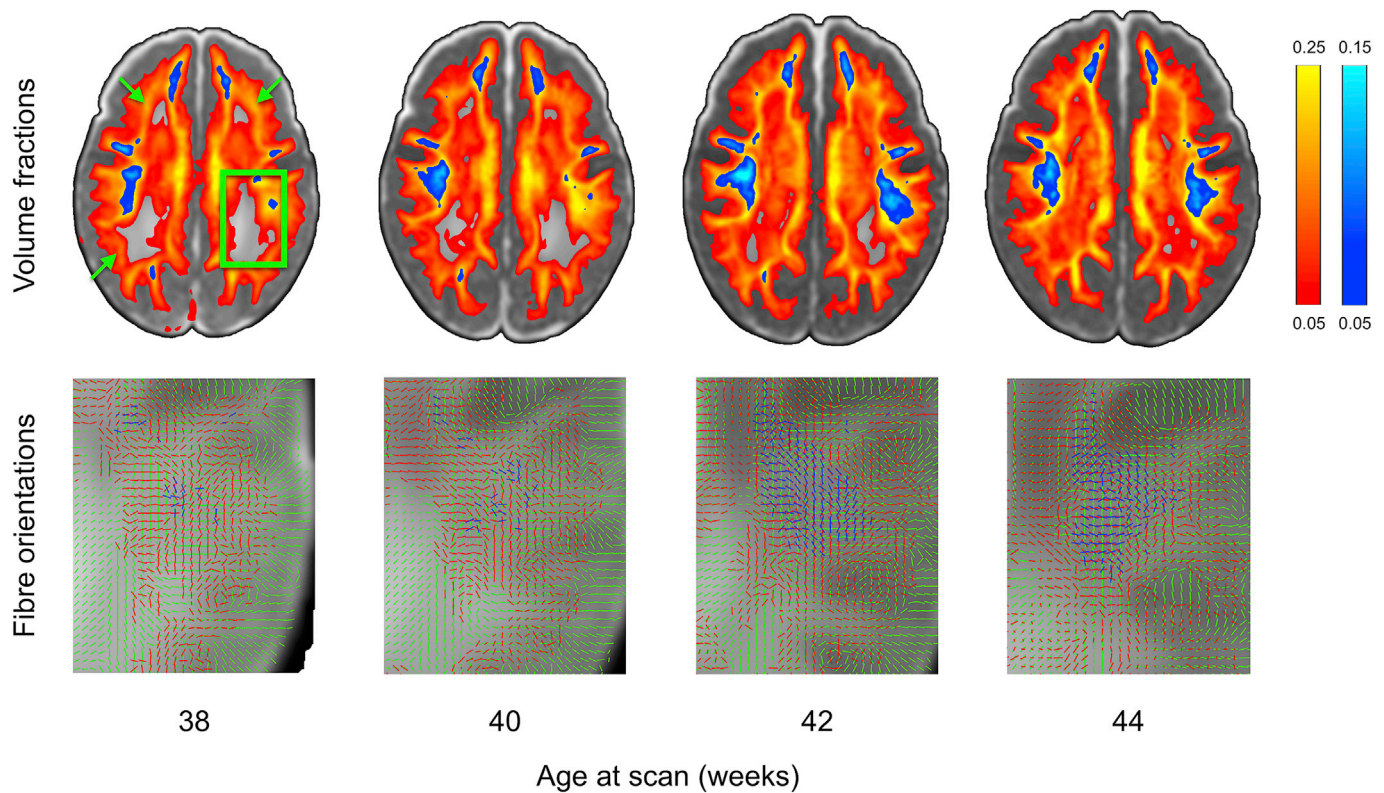 Volume fractions
0.25 0.15
0.05 0.05
Fibre orientations
38 40 42 44
Age at scan (weeks)